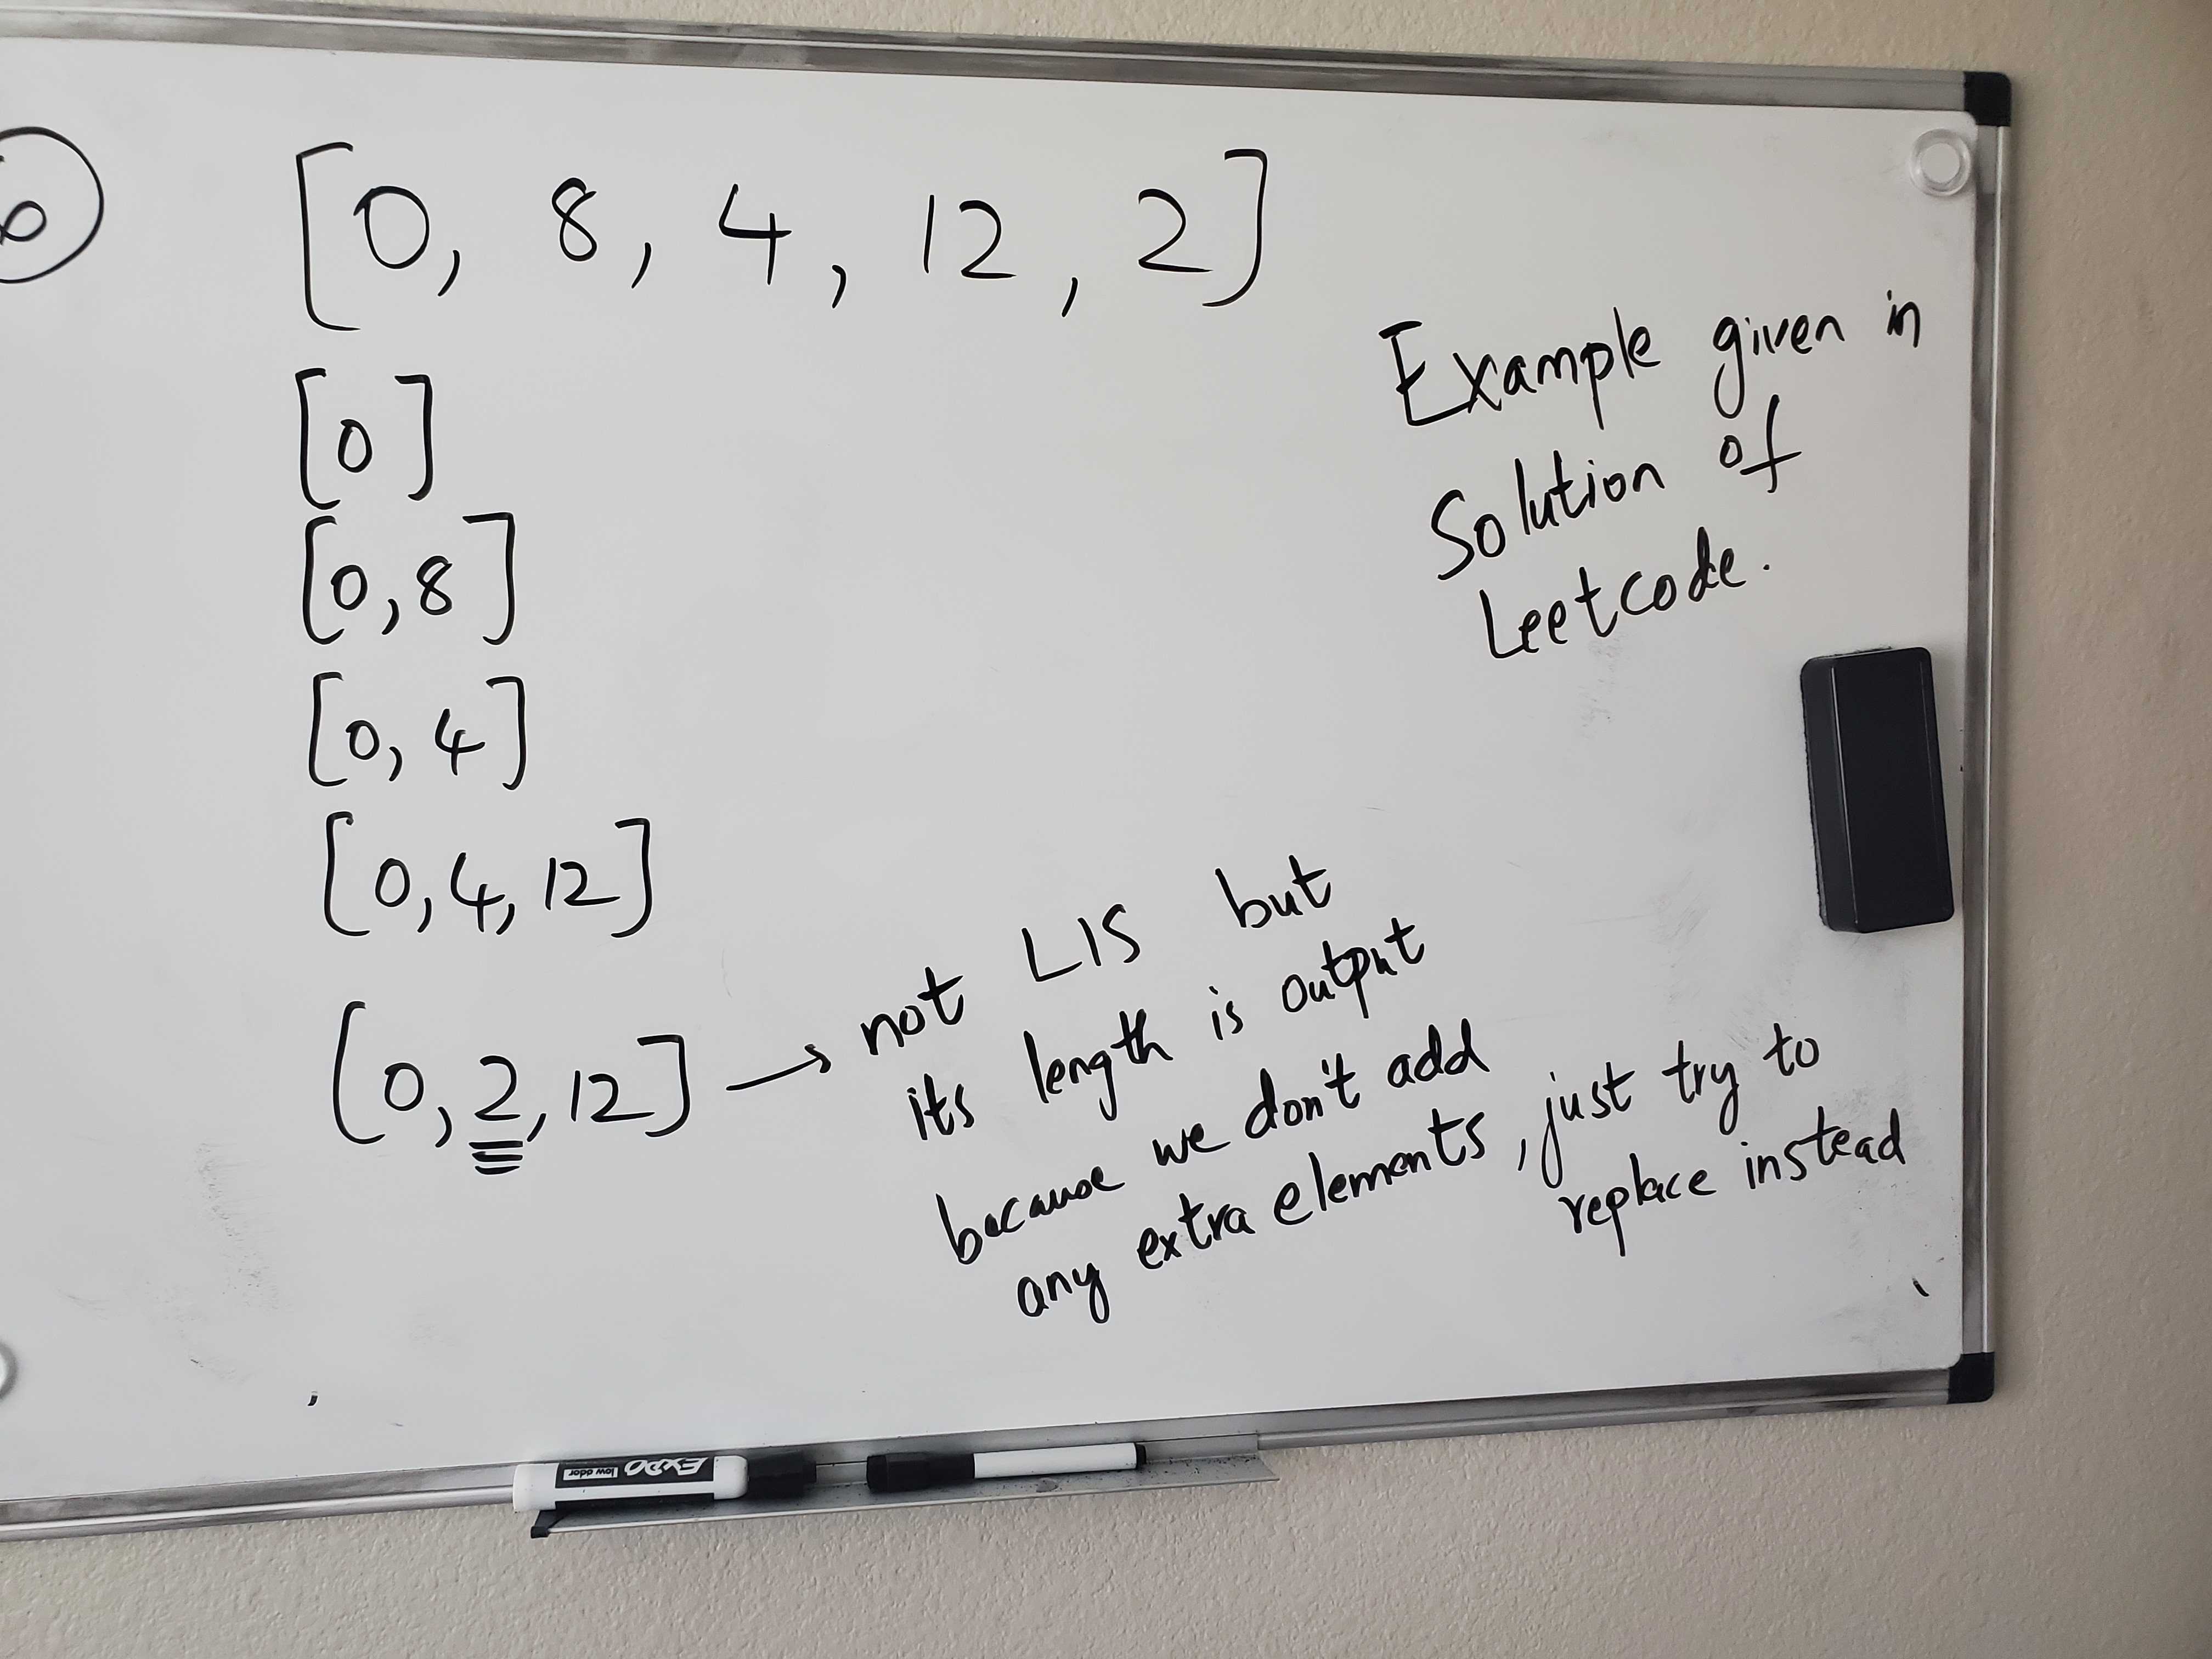 6
[0, 8, 4, 12, 2]
Example given in
Solution of
Leetcode.
[0]
[0,8]
[0, 4]
[0,4,12]
[0,2,12] → not LIS but
its length is output
because we don't add
any extra elements, just try to
replace instead
EXPO
low odor